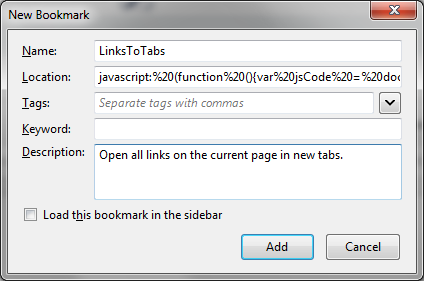 New Bookmark
Name: LinksToTabs
Location: javascript:%20(function%20(){var%20jsCode%20=%20doc
Tags: Separate tags with commas
Keyword:
Description: Open all links on the current page in new tabs.
Load this bookmark in the sidebar
Add Cancel